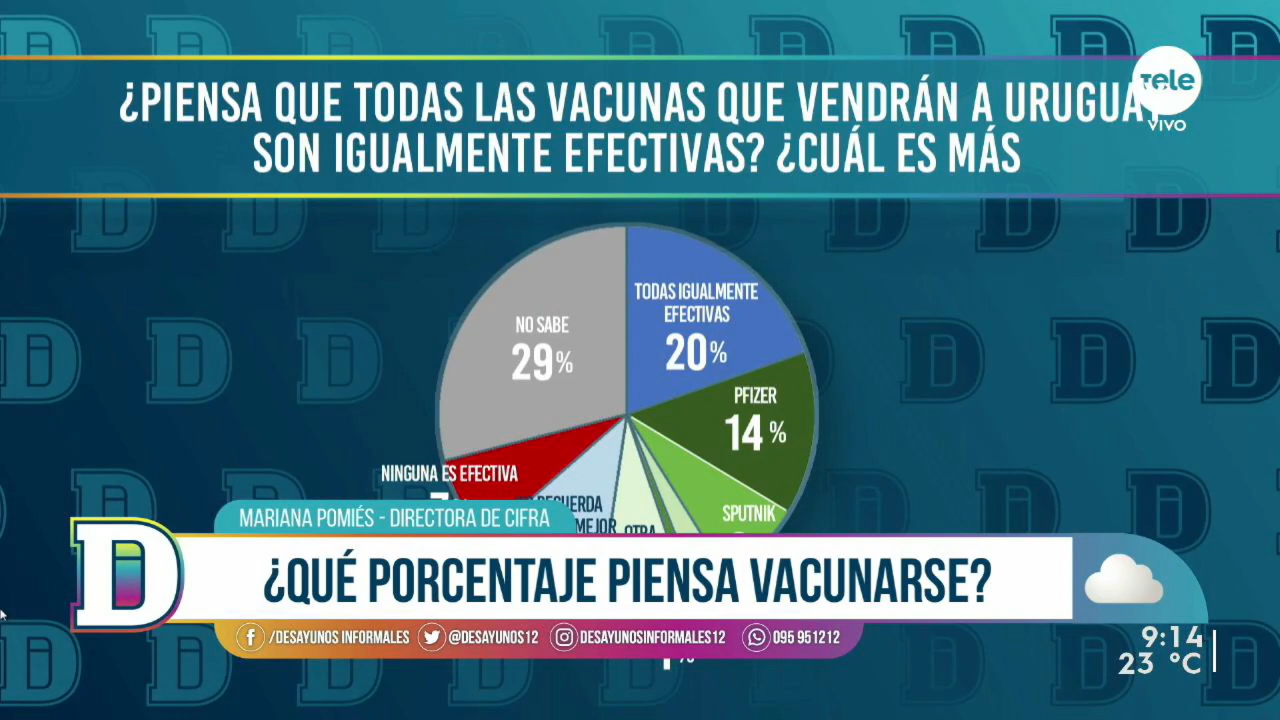 ¿PIENSA QUE TODAS LAS VACUNAS QUE VENDRÁN A URUGUAY
SON IGUALMENTE EFECTIVAS? ¿CUÁL ES MÁS
tele
VIVO
TODAS IGUALMENTE
EFECTIVAS
20%
NO SABE
29%
PFIZER
14 %
NINGUNA ES EFECTIVA
SPUTNIK
MEJOR
OTRA
MARIANA POMIÉS - DIRECTORA DE CIFRA
D
¿QUÉ PORCENTAJE PIENSA VACUNARSE?
/DESAYUNOS INFORMALES @DESAYUNOS12 DESAYUNOSINFORMALES12 095 951212
9:14
23 °C